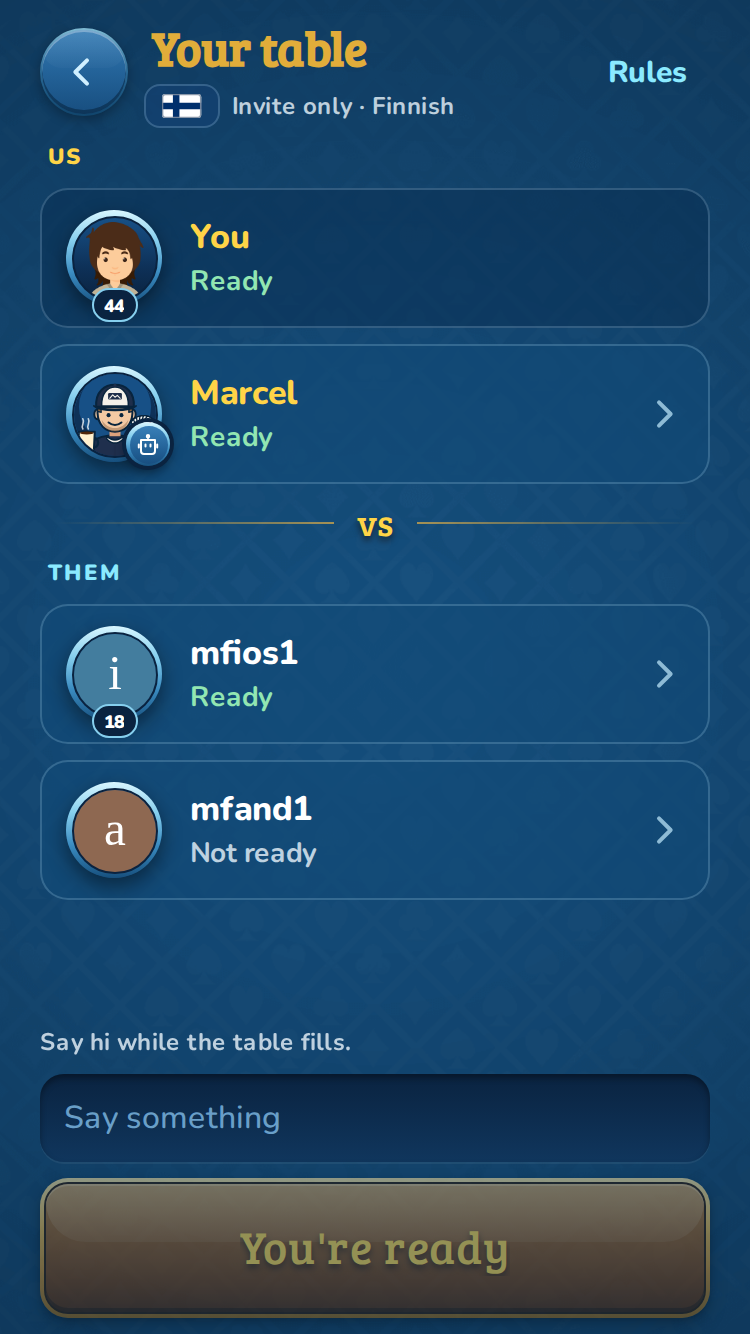 Your table
Rules
Invite only · Finnish
US
You
Ready
44
Marcel
Ready
vs
THEM
i
mfios1
Ready
18
a
mfand1
Not ready
Say hi while the table fills.
Say something
You're ready